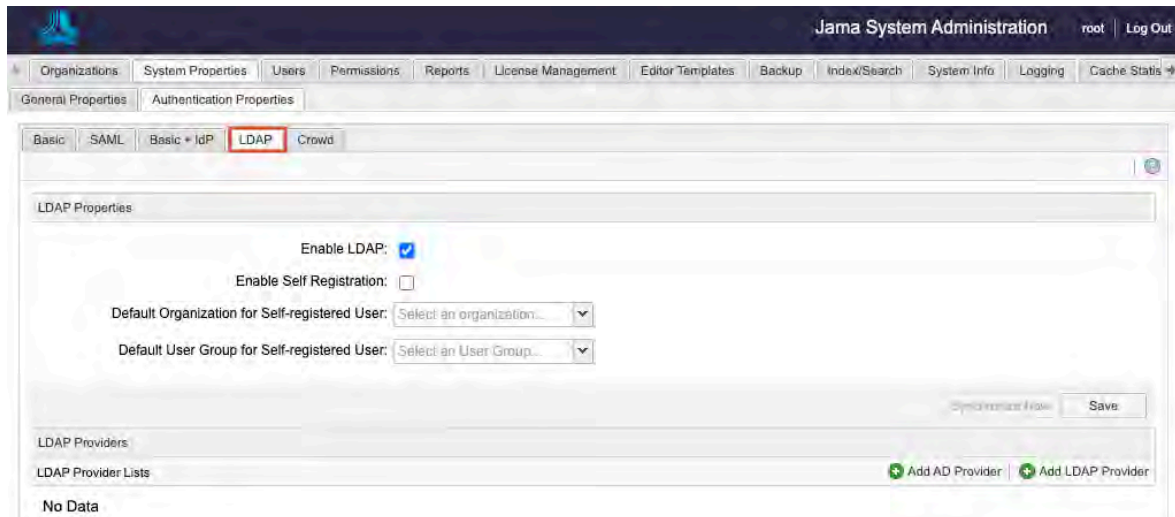 Jama System Administration root Log Out
Organizations System Properties Users Permissions Reports License Management Editor Templates Backup Index/Search System Info Logging Cache Statis
General Properties Authentication Properties
Basic SAML Basic + IdP LDAP Crowd
LDAP Properties
Enable LDAP:
Enable Self Registration:
Default Organization for Self-registered User: Select an organization...
Default User Group for Self-registered User: Select an User Group...
Synchronize Now Save
LDAP Providers
LDAP Provider Lists Add AD Provider Add LDAP Provider
No Data